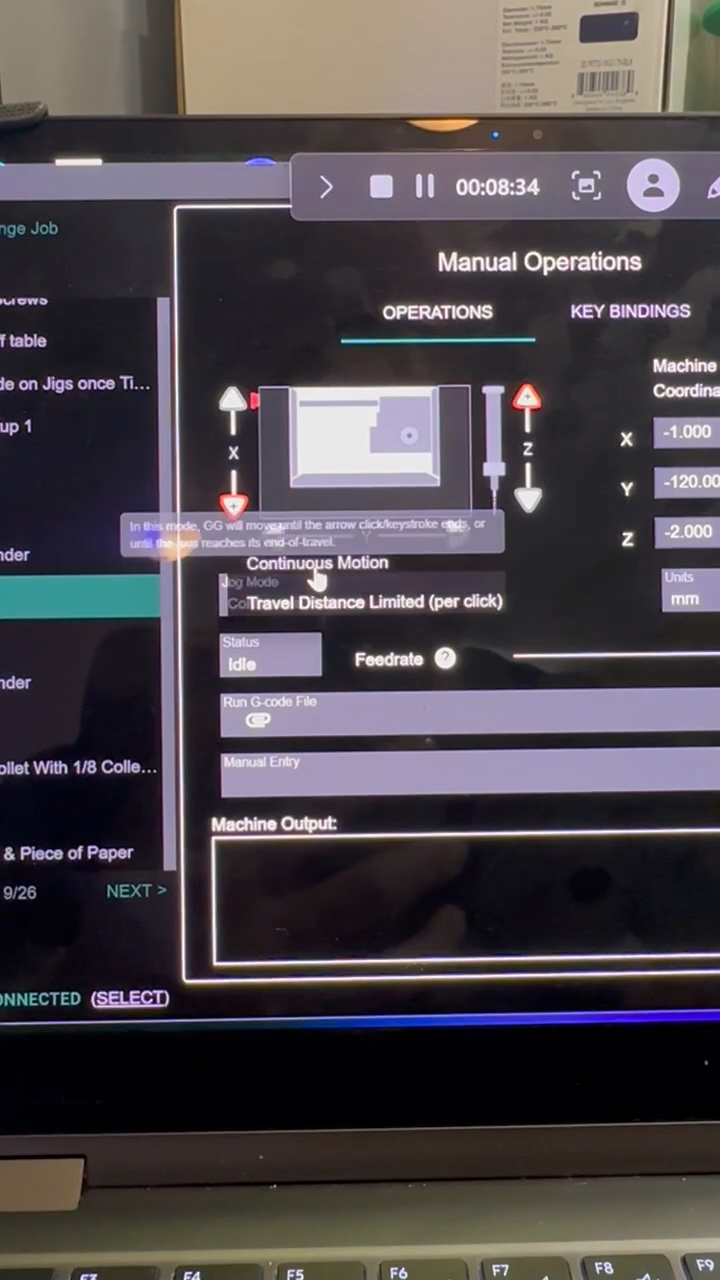 00:08:34
nge Job
Manual Operations
OPERATIONS
KEY BINDINGS
crews
f table
de on Jigs once Ti...
up 1
nder
nder
ollet With 1/8 Colle...
& Piece of Paper
9/26
NEXT >
ONNECTED (SELECT)
Machine
Coordina
X
Z
X
-1.000
Y
-120.00
Z
-2.000
Units
mm
In this mode, GG will move until the arrow click/keystroke ends, or
until the reaches its end-of-travel.
Y
Continuous Motion
Jog Mode
Travel Distance Limited (per click)
Status
Idle
Feedrate ?
Run G-code File
Manual Entry
Machine Output:
F3
F4
F5
F6
F7
F8
F9